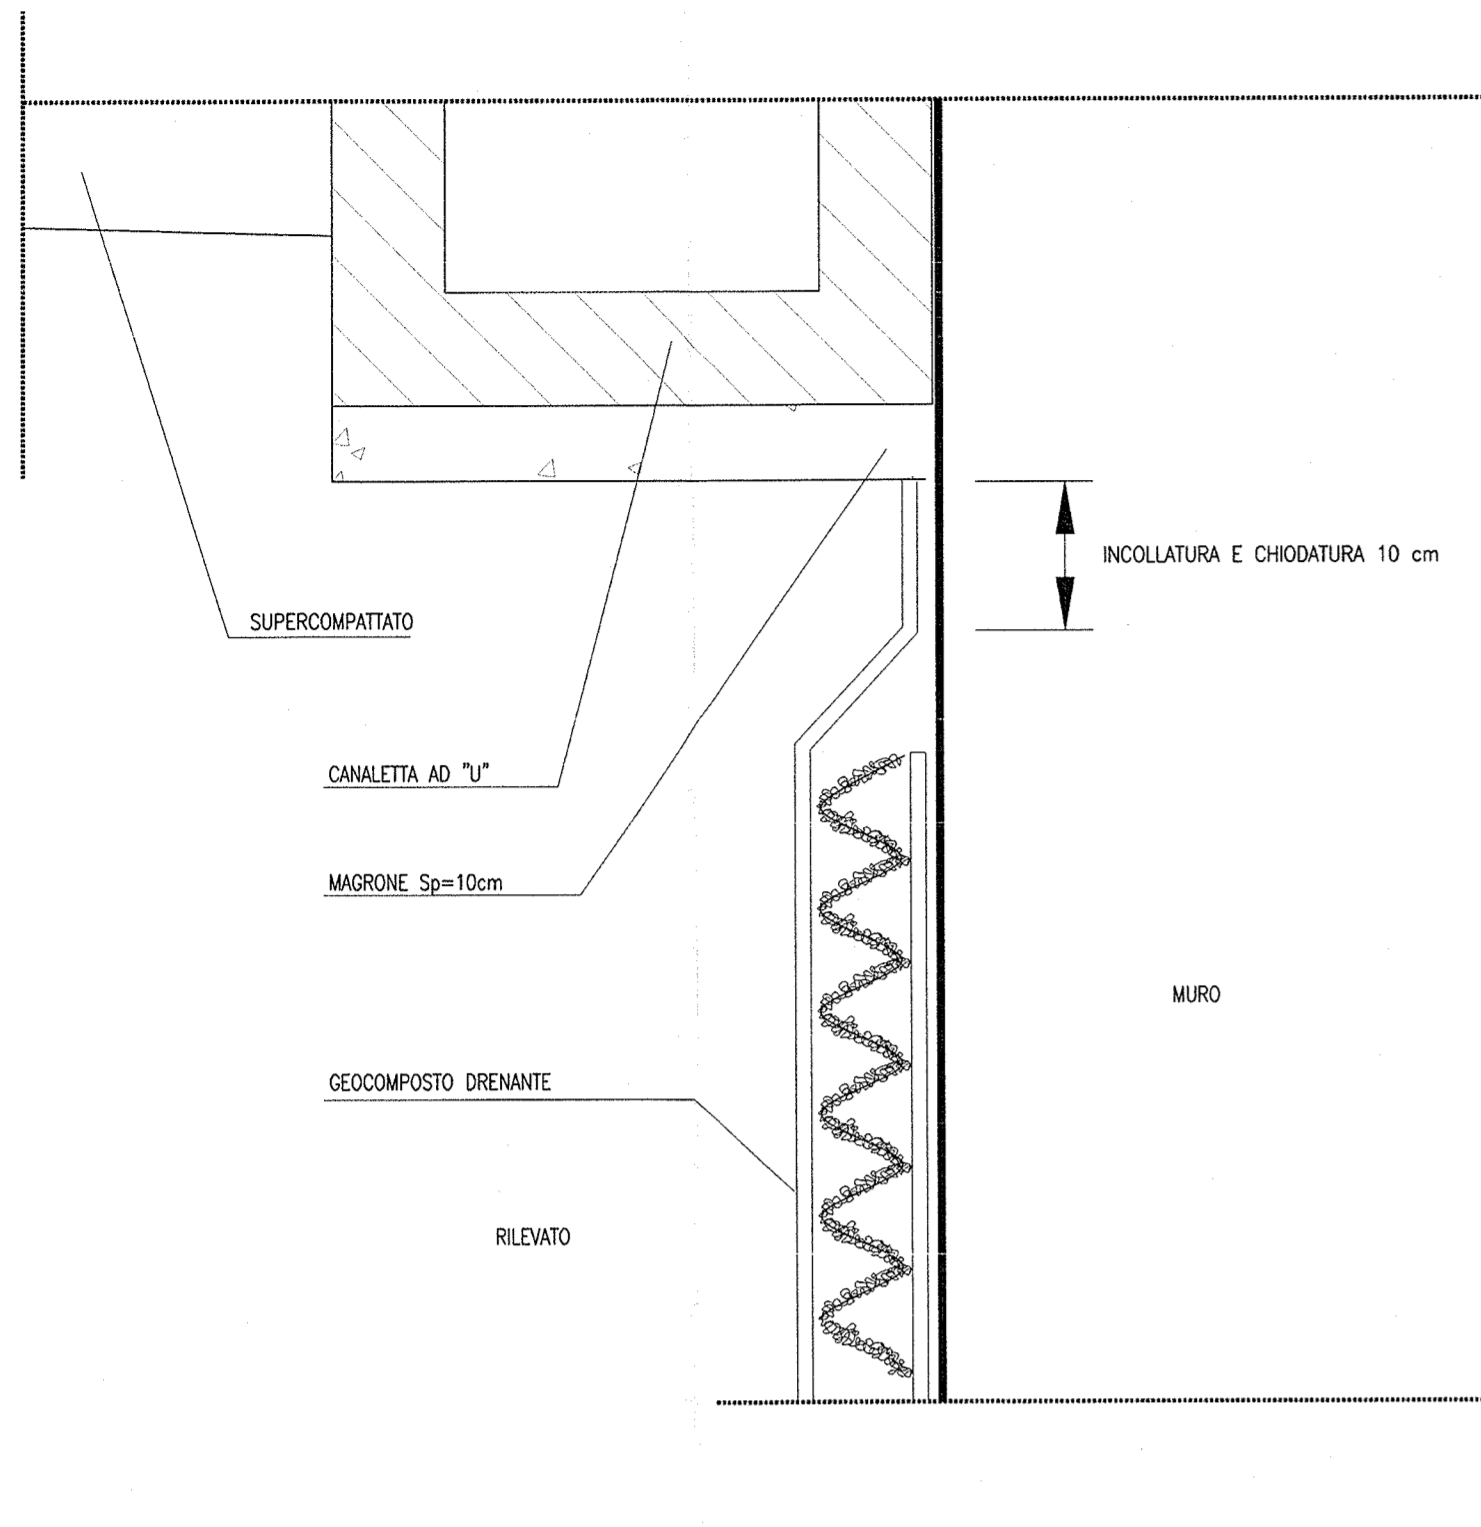 INCOLLATURA E CHIODATURA 10 cm
SUPERCOMPATTATO
CANALETTA AD "U"
MAGRONE Sp=10cm
MURO
GEOCOMPOSTO DRENANTE
RILEVATO